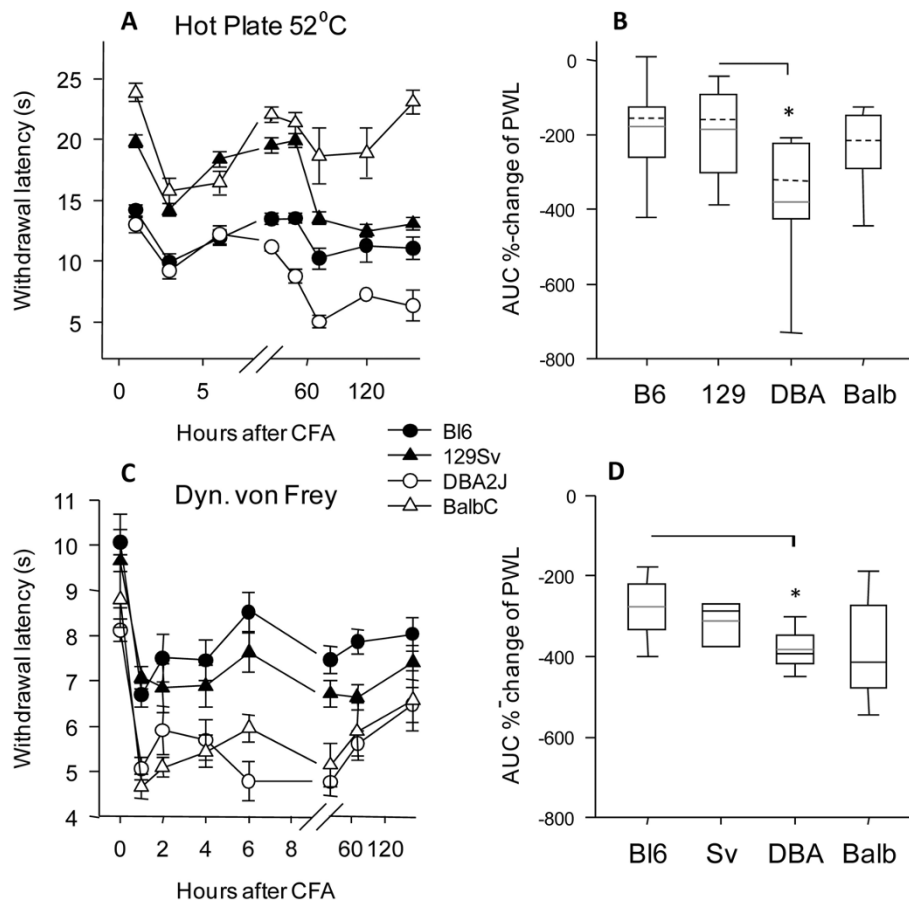 A
Hot Plate 52°C
Withdrawal latency (s)
25
20
15
10
5
0
5
60
120
Hours after CFA
B
AUC %-change of PWL
0
-200
-400
-600
-800
*
B6
129
DBA
Balb
Bl6
129Sv
DBA2J
BalbC
C
Dyn. von Frey
Withdrawal latency (s)
11
10
9
8
7
6
5
4
0
2
4
6
8
60
120
Hours after CFA
D
AUC %-change of PWL
0
-200
-400
-600
-800
*
Bl6
Sv
DBA
Balb